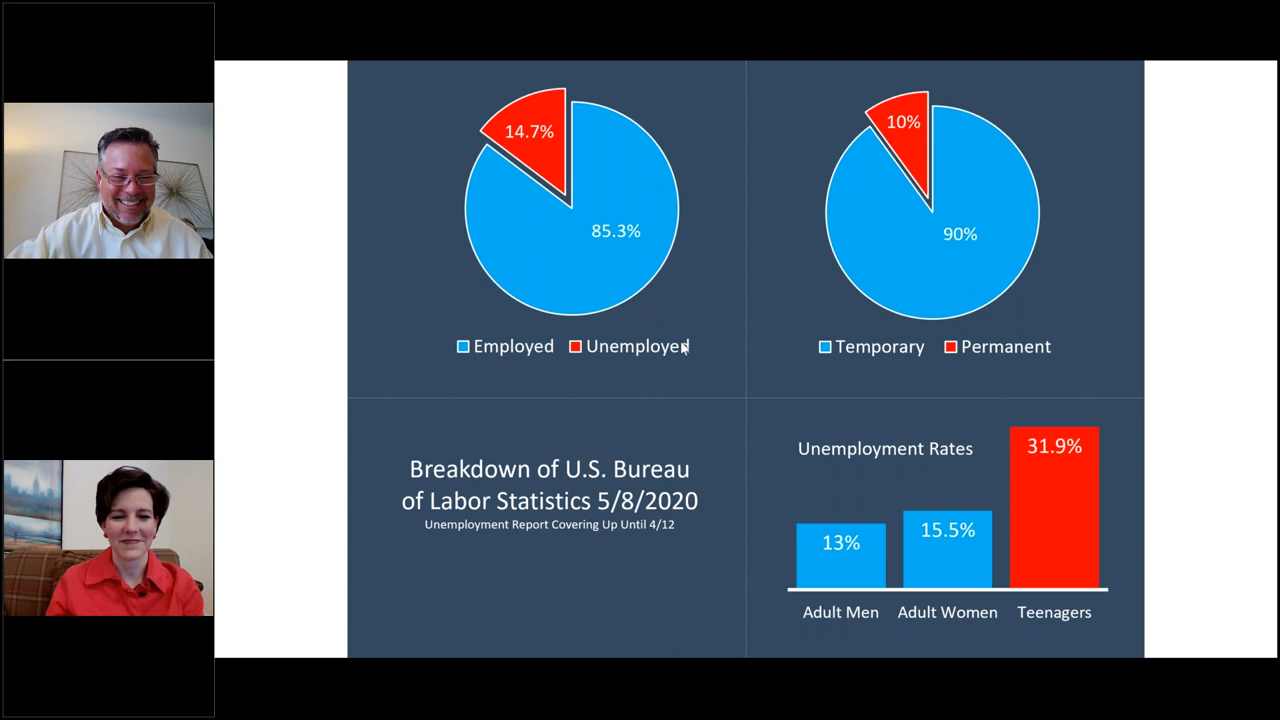 14.7%
85.3%
Employed Unemployed
10%
90%
Temporary Permanent
Breakdown of U.S. Bureau
of Labor Statistics 5/8/2020
Unemployment Report Covering Up Until 4/12
Unemployment Rates
13%
15.5%
31.9%
Adult Men Adult Women Teenagers